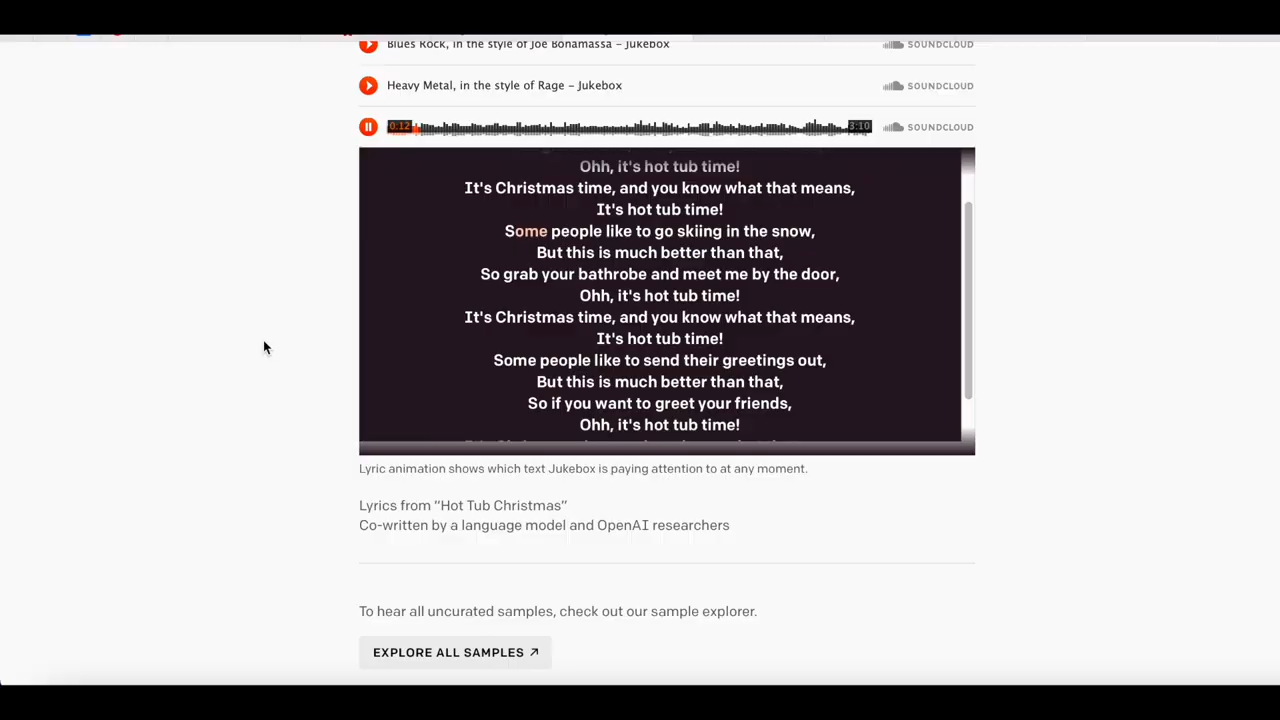 Blues Rock, in the style of Joe Bonamassa – Jukebox
SOUNDCLOUD
Heavy Metal, in the style of Rage – Jukebox
SOUNDCLOUD
0:12
3:10
SOUNDCLOUD
Ohh, it's hot tub time!
It's Christmas time, and you know what that means,
It's hot tub time!
Some people like to go skiing in the snow,
But this is much better than that,
So grab your bathrobe and meet me by the door,
Ohh, it's hot tub time!
It's Christmas time, and you know what that means,
It's hot tub time!
Some people like to send their greetings out,
But this is much better than that,
So if you want to greet your friends,
Ohh, it's hot tub time!
Lyric animation shows which text Jukebox is paying attention to at any moment.
Lyrics from “Hot Tub Christmas”
Co-written by a language model and OpenAI researchers
To hear all uncurated samples, check out our sample explorer.
EXPLORE ALL SAMPLES ↗